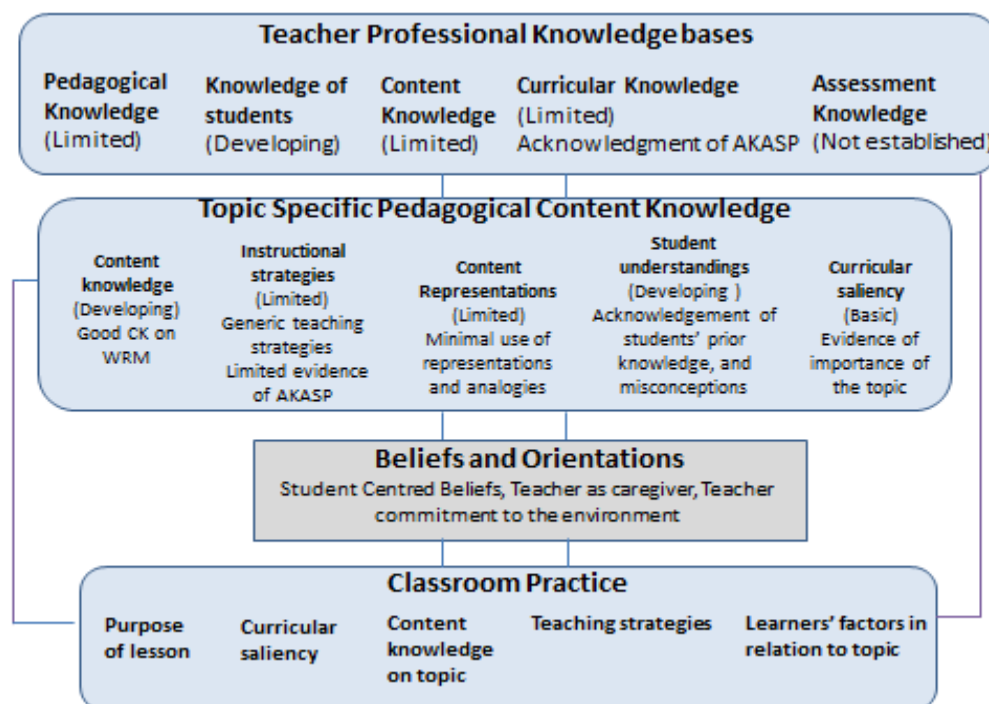 Teacher Professional Knowledge bases
Pedagogical
Knowledge
(Limited)
Knowledge of
students
(Developing)
Content
Knowledge
(Limited)
Curricular Knowledge
(Limited)
Acknowledgment of AKASP
Assessment
Knowledge
(Not established)
Topic Specific Pedagogical Content Knowledge
Content
knowledge
(Developing)
Good CK on
WRM
Instructional
strategies
(Limited)
Generic teaching
strategies
Limited evidence
of AKASP
Content
Representations
(Limited)
Minimal use of
representations
and analogies
Student
understandings
(Developing )
Acknowledgement of
students' prior
knowledge, and
misconceptions
Curricular
saliency
(Basic)
Evidence of
importance of
the topic
Beliefs and Orientations
Student Centred Beliefs, Teacher as caregiver, Teacher
commitment to the environment
Classroom Practice
Purpose
of lesson
Curricular
saliency
Content
knowledge
on topic
Teaching strategies
Learners' factors in
relation to topic